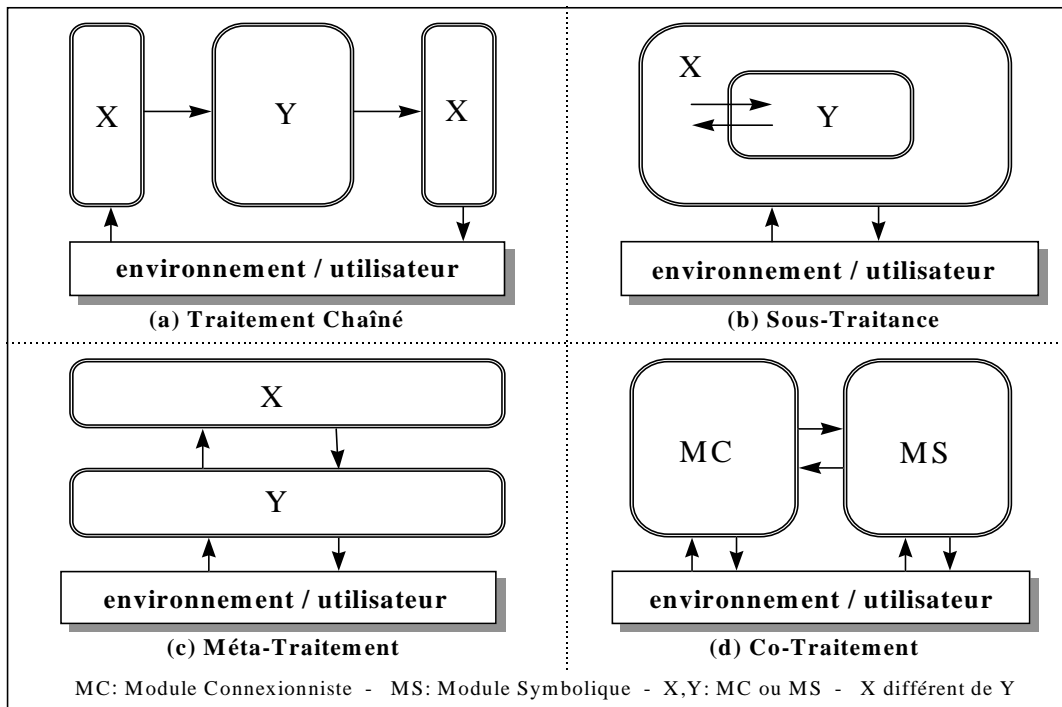 X
Y
X
environnement / utilisateur
(a) Traitement Chaîné
X
Y
environnement / utilisateur
(b) Sous-Traitance
X
Y
environnement / utilisateur
(c) Méta-Traitement
MC
MS
environnement / utilisateur
(d) Co-Traitement
MC: Module Connexionniste - MS: Module Symbolique - X,Y: MC ou MS - X différent de Y